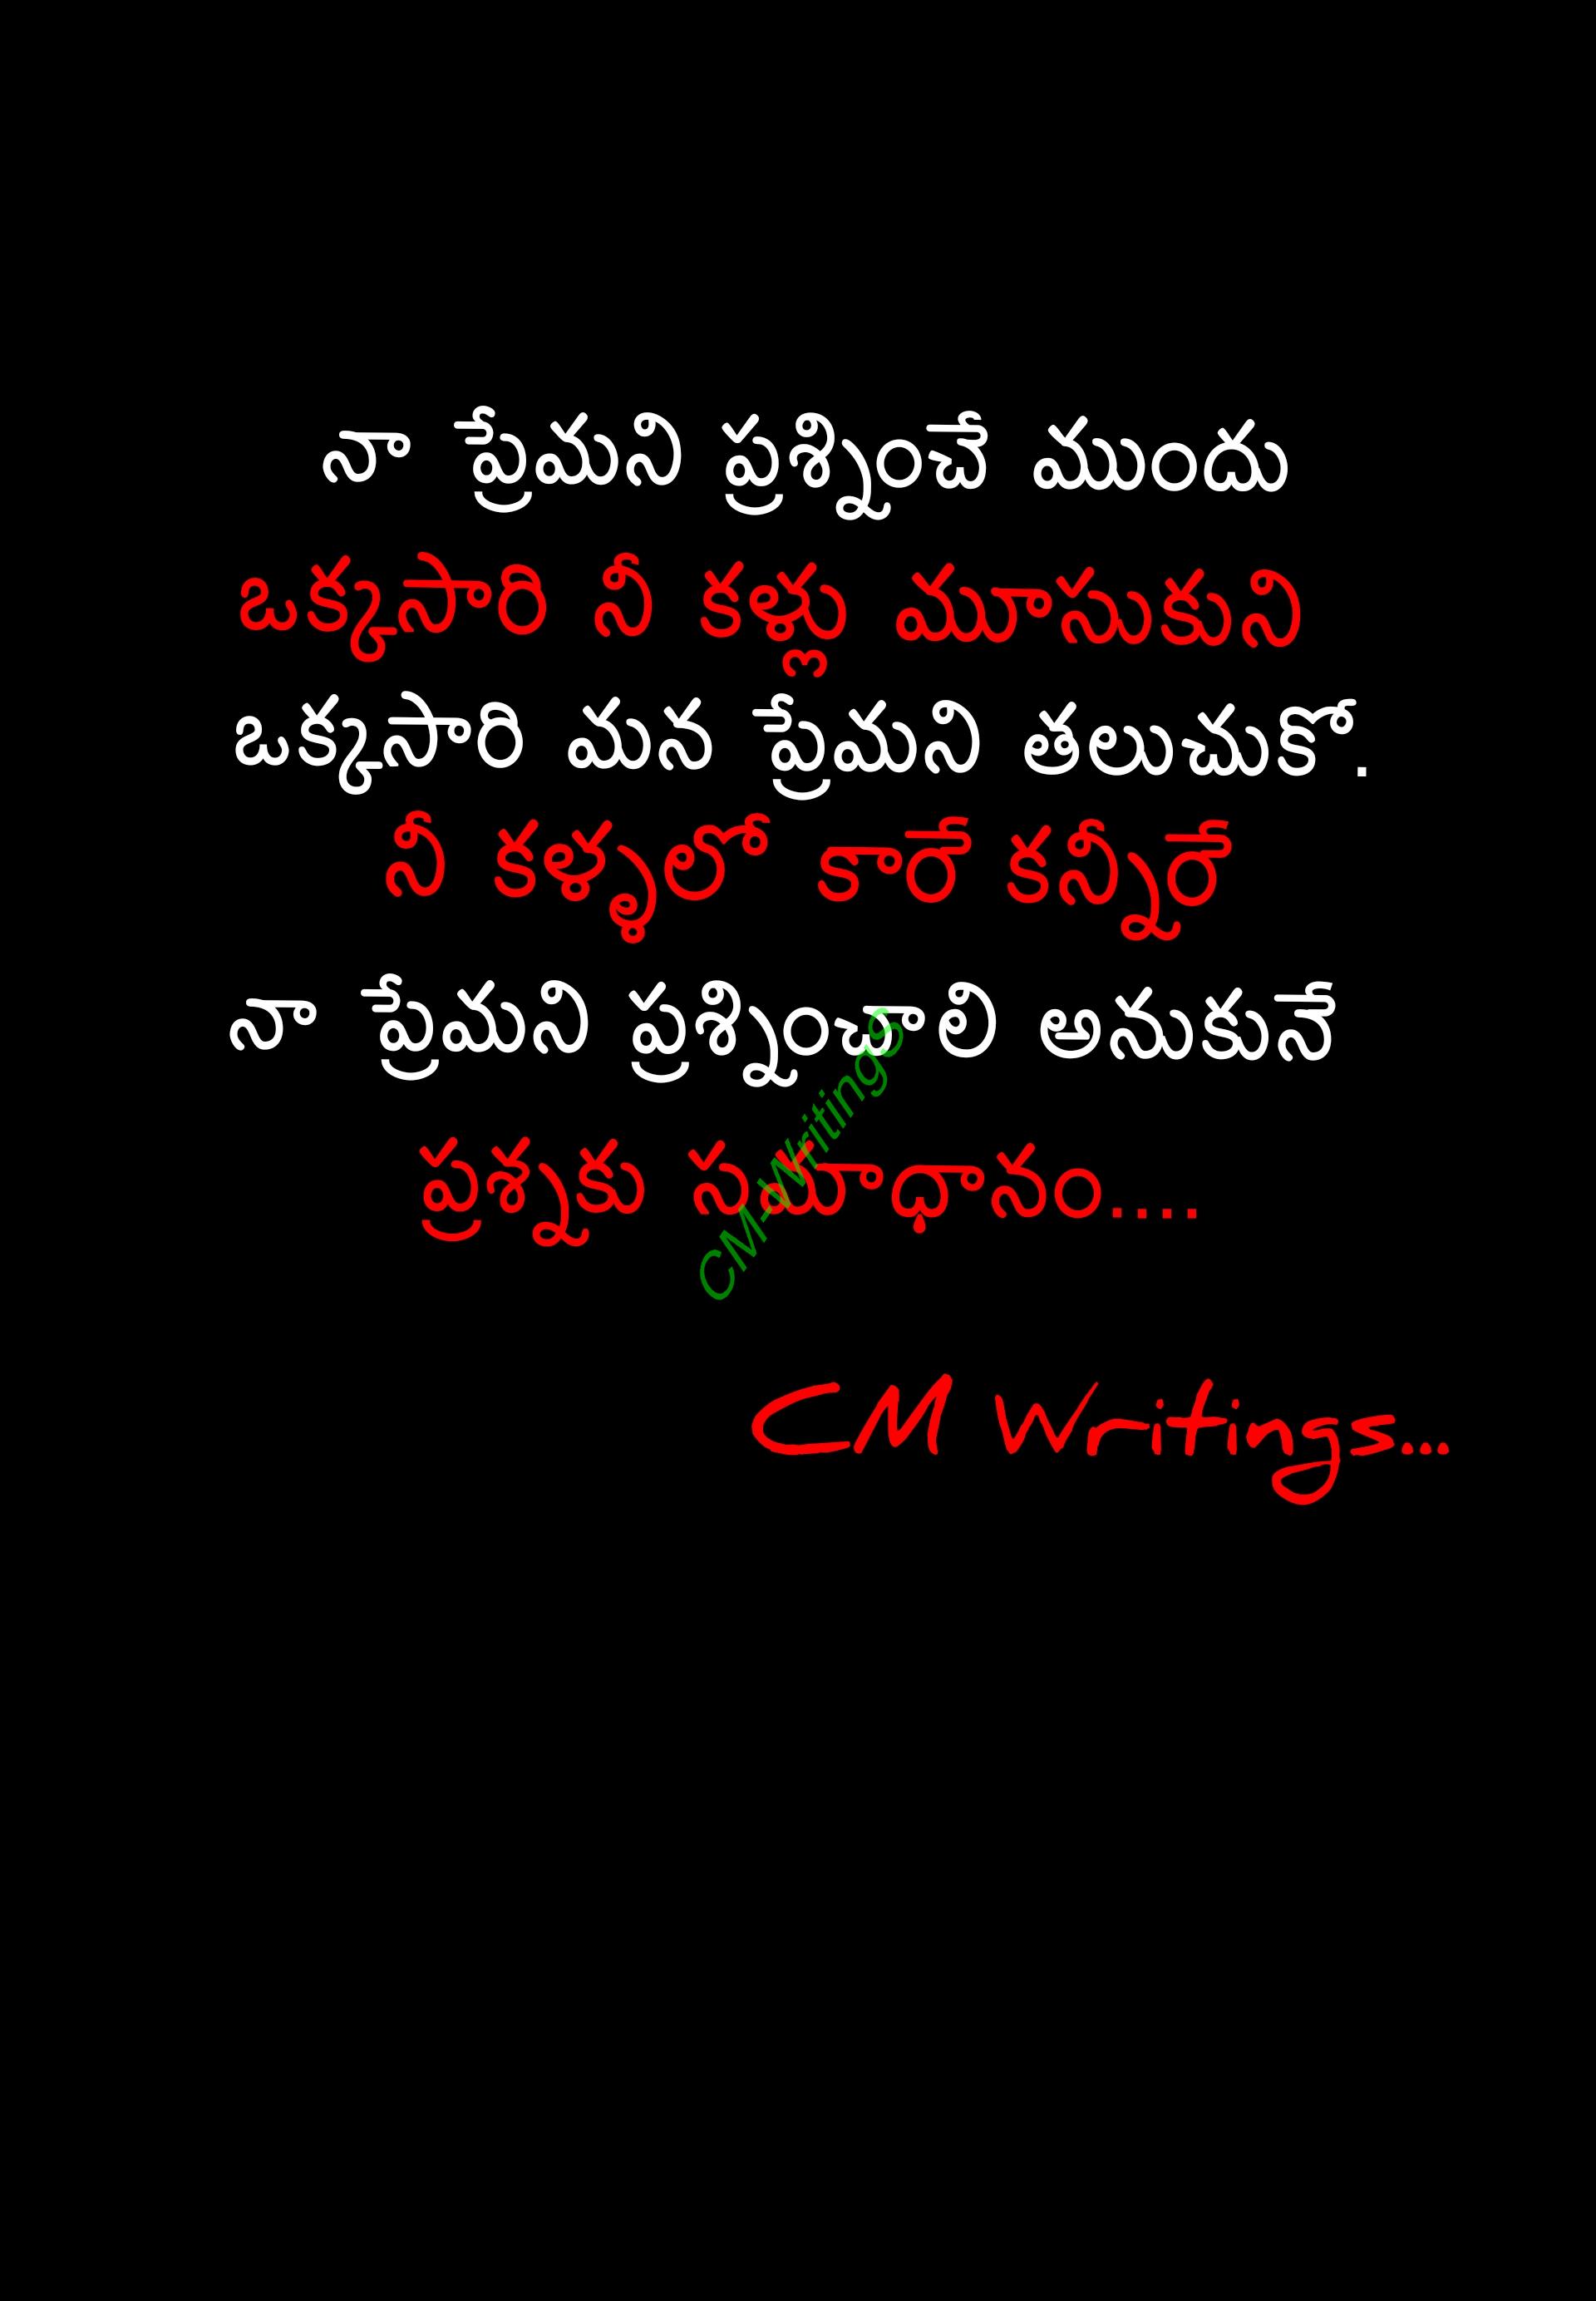 నా ప్రేమని ప్రశ్నించే ముందు
ఒక్కసారి నీ కళ్లు మూసుకుని
ఒక్కసారి మన ప్రేమని తలుచుకో.
నీ కళ్ళలో కారే కన్నీరే
నా ప్రేమని ప్రశ్నించాలి అనుకునే
ప్రశ్నకు సమాధానం....
CM Writings
CM Writings...